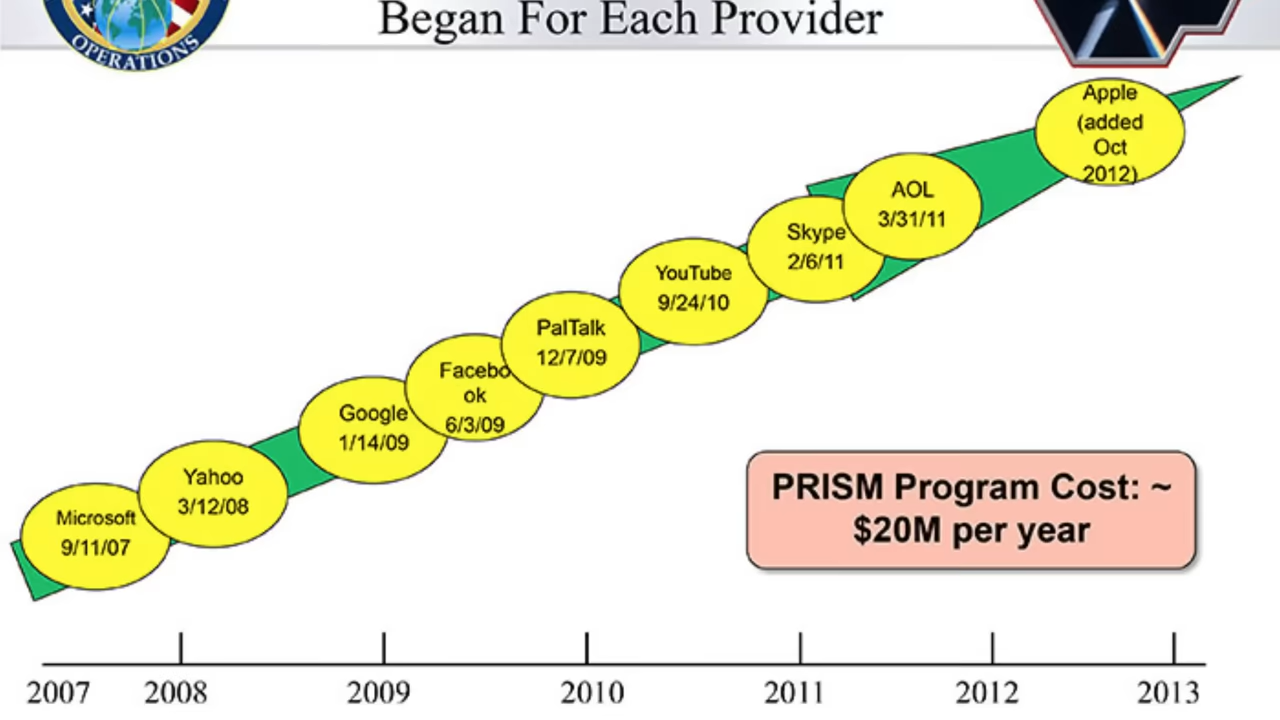 OPERATIONS
Began For Each Provider
Apple
(added
Oct
2012)
AOL
3/31/11
Skype
2/6/11
YouTube
9/24/10
PalTalk
12/7/09
Facebo
ok
6/3/09
Google
1/14/09
Yahoo
3/12/08
Microsoft
9/11/07
PRISM Program Cost: ~
$20M per year
2007 2008 2009 2010 2011 2012 2013